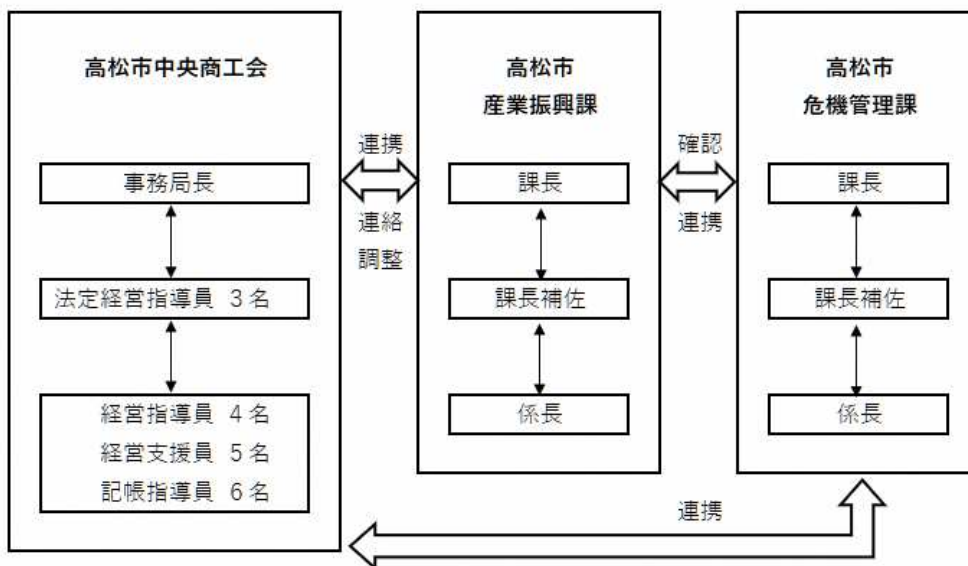 高松市中央商工会
事務局長
法定経営指導員 3名
経営指導員 4名
経営支援員 5名
記帳指導員 6名
連携
連絡
調整
高松市
産業振興課
課長
課長補佐
係長
確認
連携
高松市
危機管理課
課長
課長補佐
係長
連携